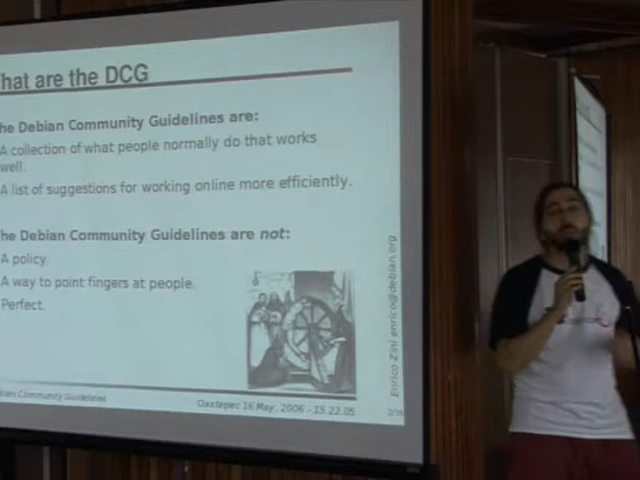 hat are the DCG
he Debian Community Guidelines are:
A collection of what people normally do that works
well.
A list of suggestions for working online more efficiently.
he Debian Community Guidelines are not:
A policy.
A way to point fingers at people.
Perfect.
Enrico Zini enrico@debian.org
ebian Community Guidelines
Oaxtepec 16 May, 2006 - 15.22.05